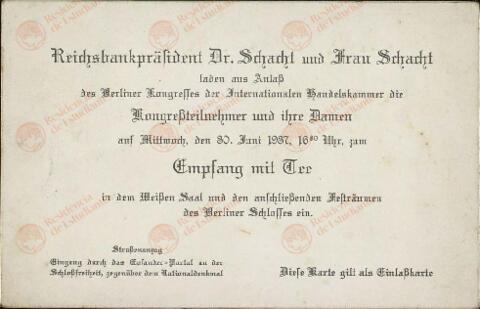 Reichsbankpräsident Dr. Schacht und Frau Schacht
laden aus Anlaß
des Berliner Kongresses der Internationalen Handelskammer die
Kongreßteilnehmer und ihre Damen
auf Mittwoch, den 30. Juni 1937, 16³⁰ Uhr, zum
Empfang mit Tee
in dem Weißen Saal und den anschließenden Festräumen
des Berliner Schlosses ein.
Straßenanzug
Eingang durch das Eosander-Portal an der
Schloßfreiheit, gegenüber dem Nationaldenkmal
Diese Karte gilt als Einlaßkarte
Residencia
de Estudiantes